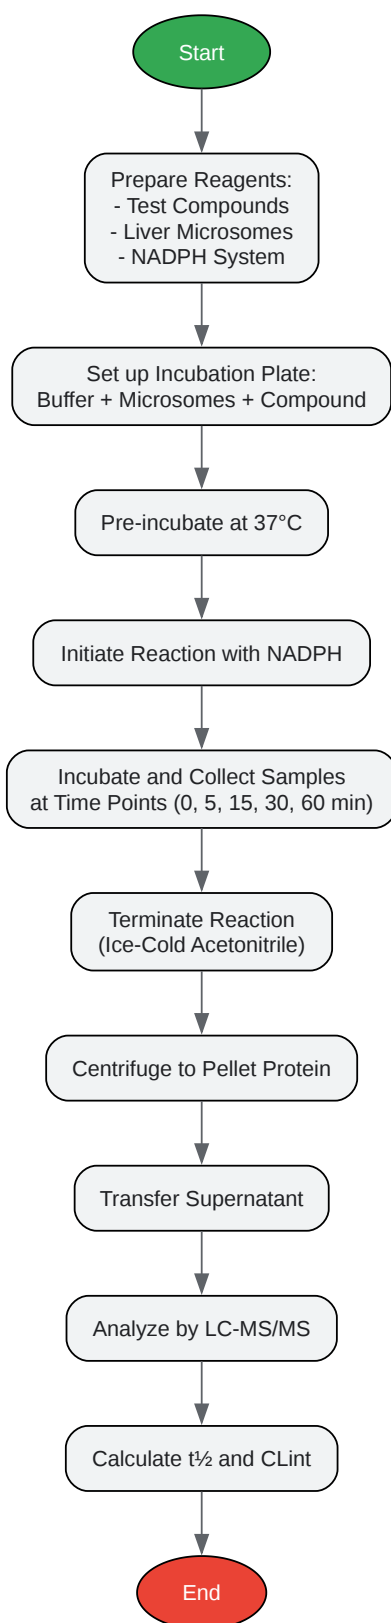 Start
Prepare Reagents:
- Test Compounds
- Liver Microsomes
- NADPH System
Set up Incubation Plate:
Buffer + Microsomes + Compound
Pre-incubate at 37°C
Initiate Reaction with NADPH
Incubate and Collect Samples
at Time Points (0, 5, 15, 30, 60 min)
Terminate Reaction
(Ice-Cold Acetonitrile)
Centrifuge to Pellet Protein
Transfer Supernatant
Analyze by LC-MS/MS
Calculate t½ and CLint
End